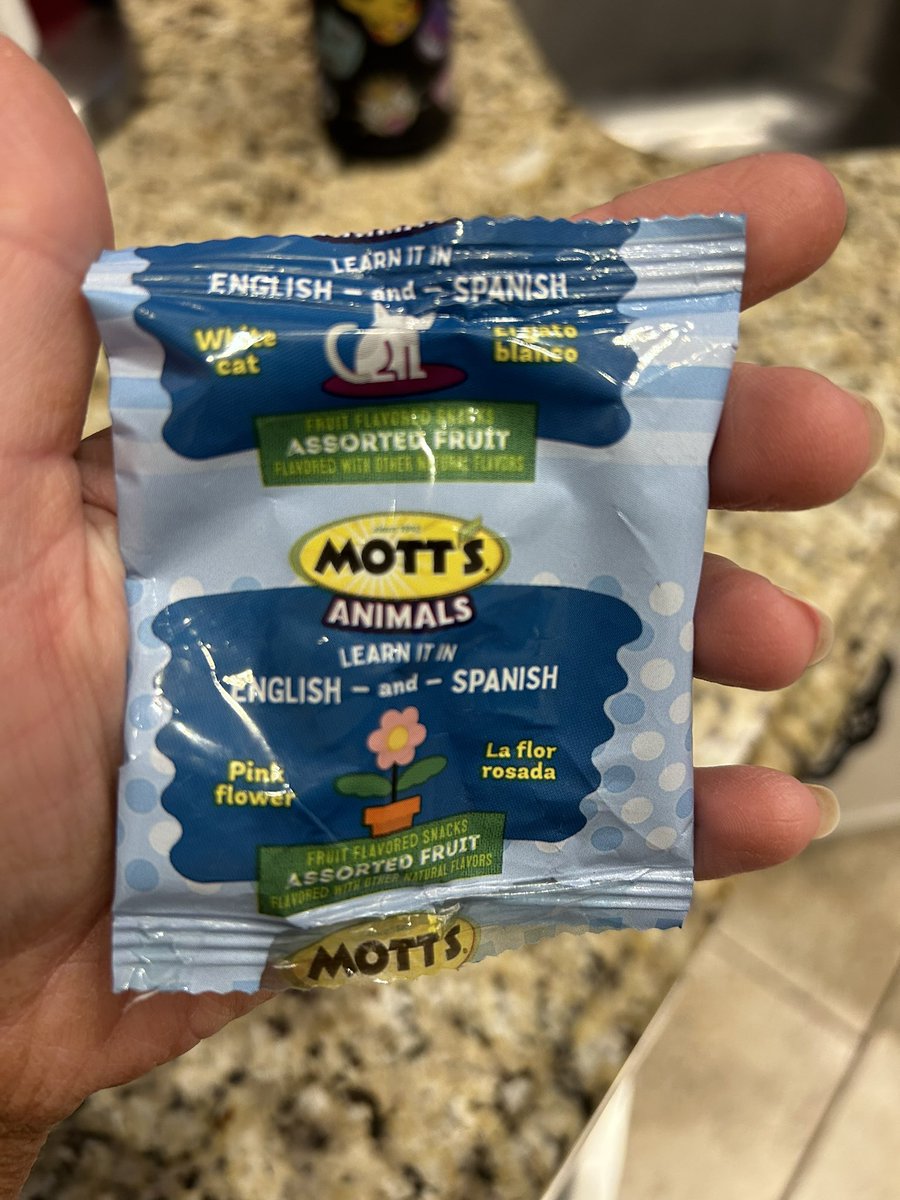 LEARN IT IN
ENGLISH – and – SPANISH
White
cat
El gato
blanco
FRUIT FLAVORED SNACKS
ASSORTED FRUIT
FLAVORED WITH OTHER NATURAL FLAVORS
MOTT'S.
ANIMALS
LEARN IT IN
ENGLISH – and – SPANISH
Pink
flower
La flor
rosada
FRUIT FLAVORED SNACKS
ASSORTED FRUIT
FLAVORED WITH OTHER NATURAL FLAVORS
MOTT'S.